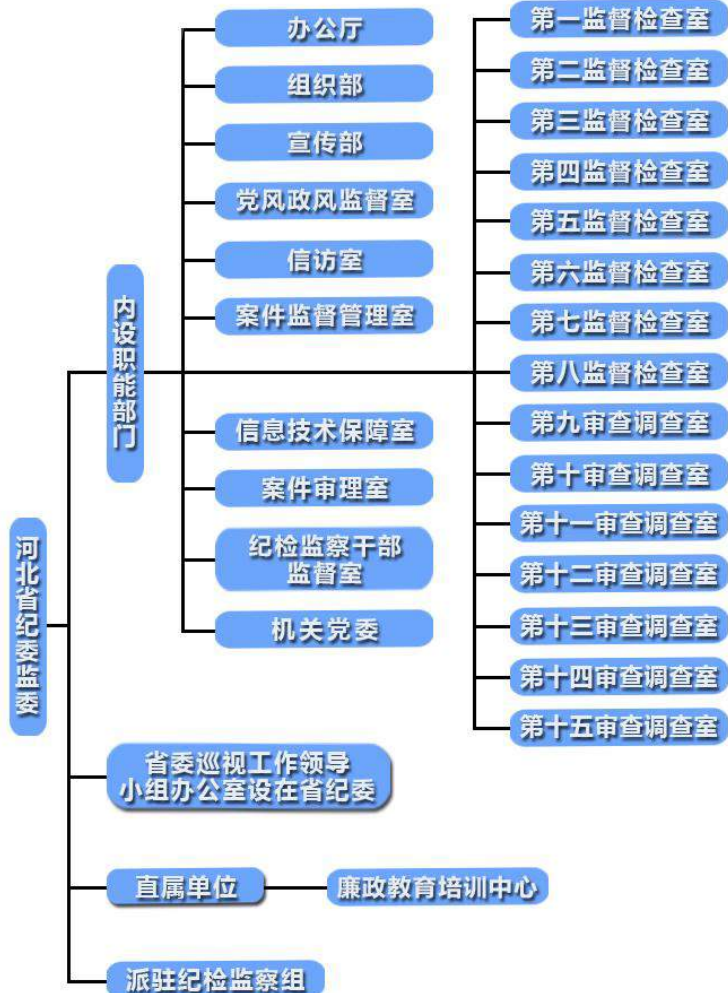 河北省纪委监委
内设职能部门
办公厅
组织部
宣传部
党风政风监督室
信访室
案件监督管理室
信息技术保障室
案件审理室
纪检监察干部
监督室
机关党委
第一监督检查室
第二监督检查室
第三监督检查室
第四监督检查室
第五监督检查室
第六监督检查室
第七监督检查室
第八监督检查室
第九审查调查室
第十审查调查室
第十一审查调查室
第十二审查调查室
第十三审查调查室
第十四审查调查室
第十五审查调查室
省委巡视工作领导
小组办公室设在省纪委
直属单位
廉政教育培训中心
派驻纪检监察组